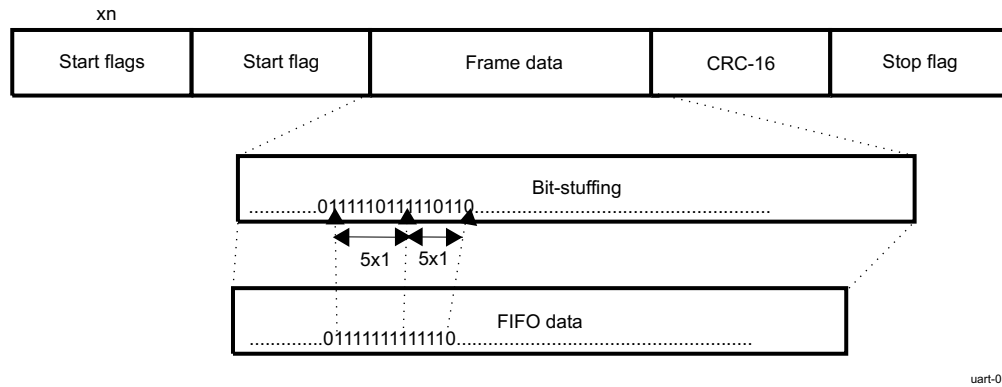 xn
Start flags Start flag Frame data CRC-16 Stop flag
Bit-stuffing
..............0111110111110110............................................................
5x1 5x1
FIFO data
...............01111111111110............................................................
uart-0